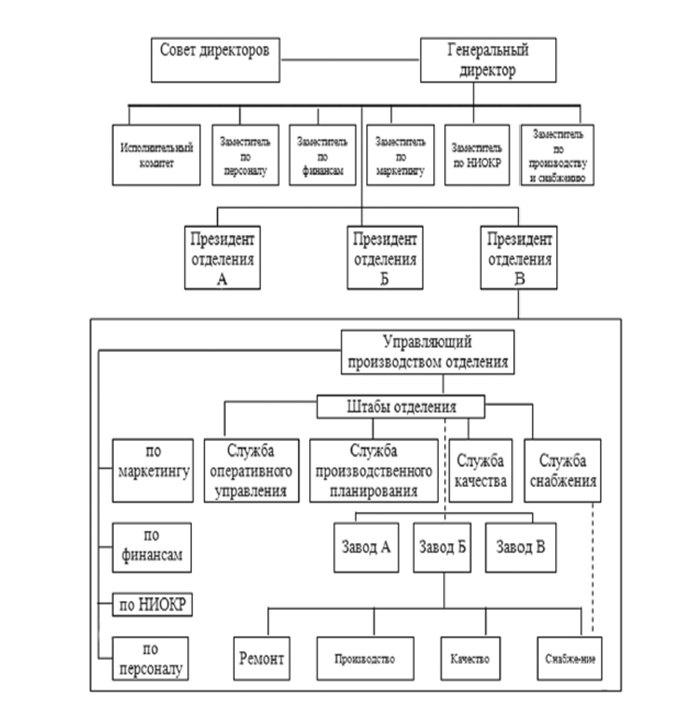 Совет директоров
Генеральный
директор
Исполнительный
комитет
Заместитель
по
персоналу
Заместитель
по
финансам
Заместитель
по
маркетингу
Заместитель
по НИОКР
Заместитель
по
производству
и снабжению
Президент
отделения
А
Президент
отделения
Б
Президент
отделения
В
Управляющий
производством отделения
Штабы отделения
по
маркетингу
Служба
оперативного
управления
Служба
производственного
планирования
Служба
качества
Служба
снабжения
по
финансам
Завод А
Завод Б
Завод В
по НИОКР
по
персоналу
Ремонт
Производство
Качество
Снабже-ние